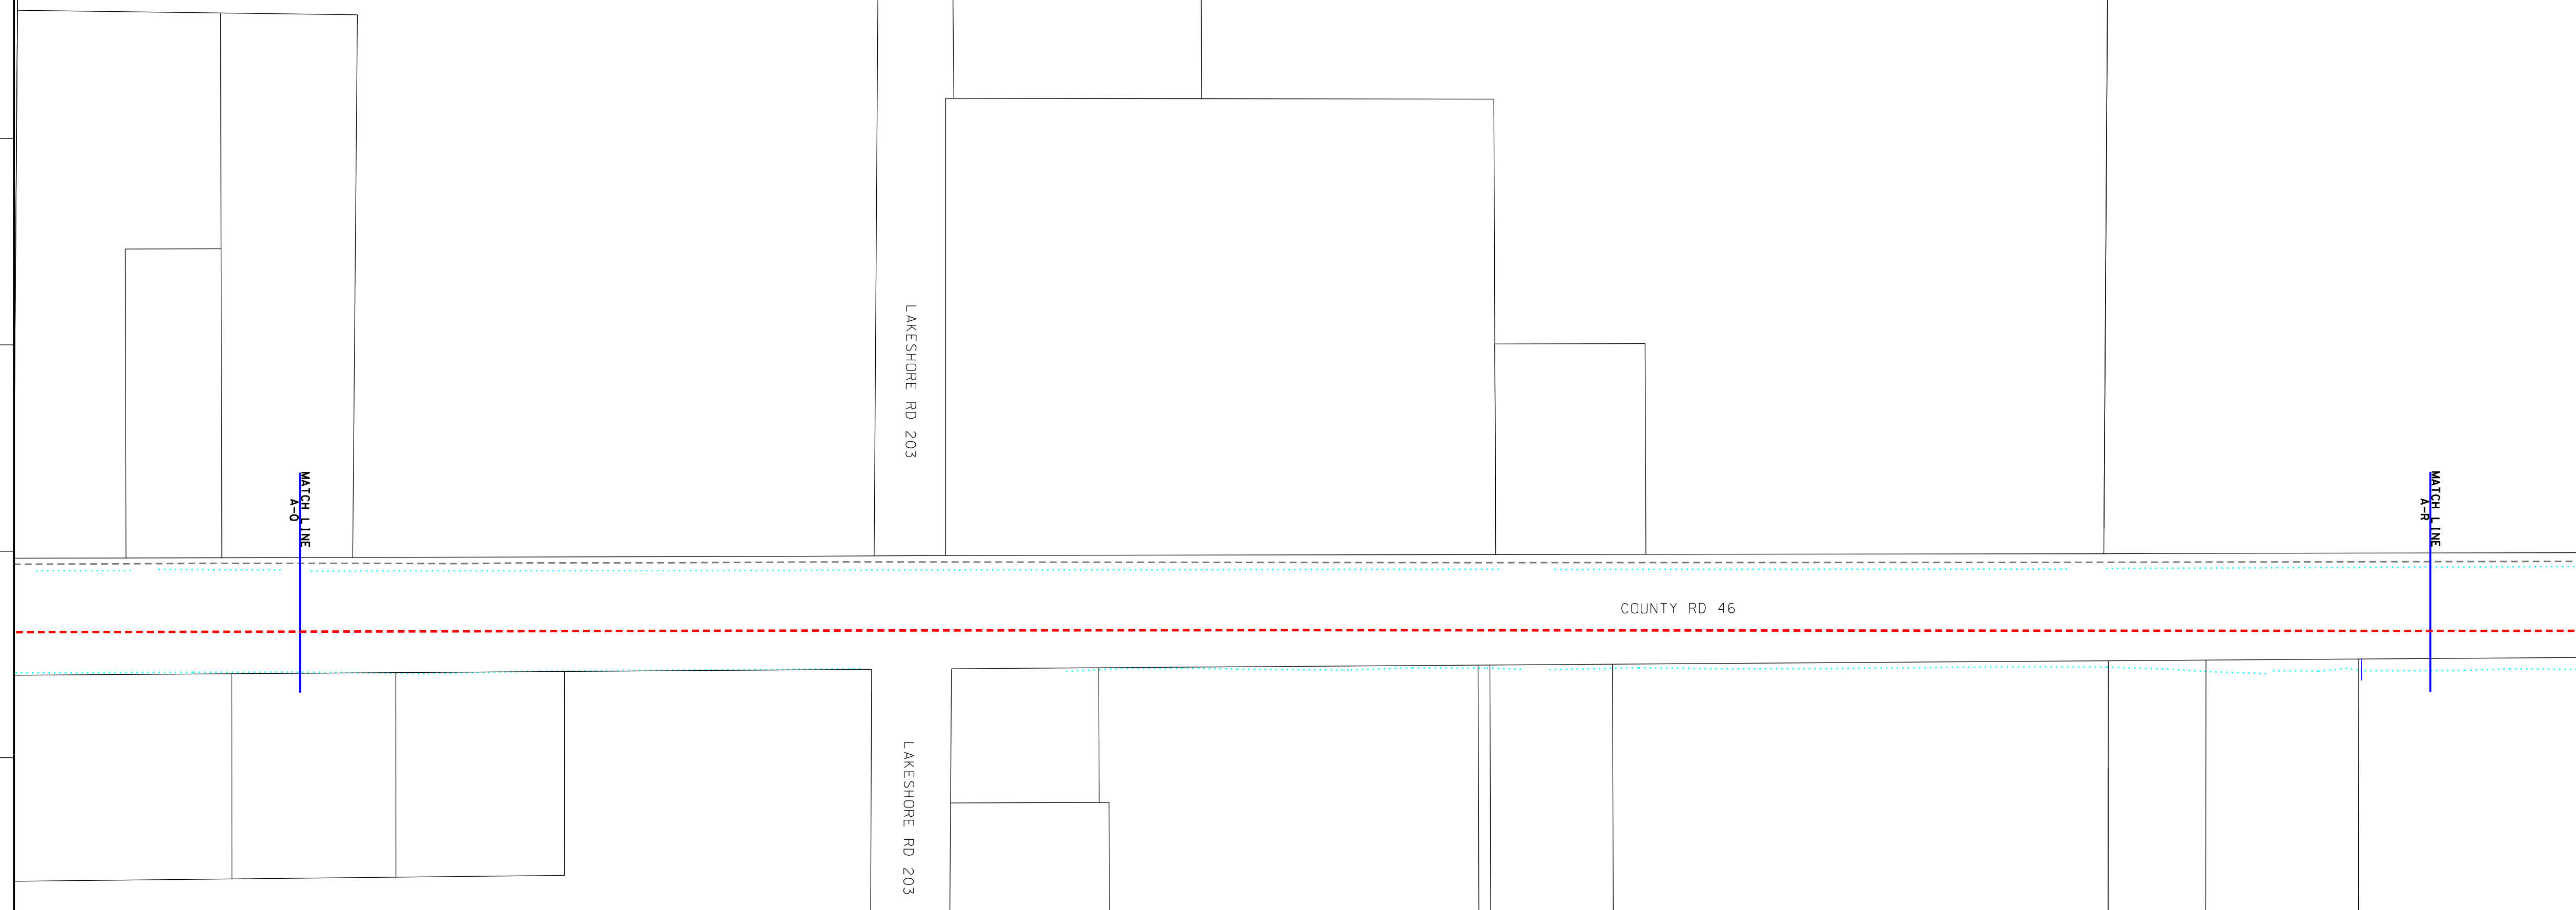 LAKESHORE RD 203
MATCH LINE
A-Q
MATCH LINE
A-R
COUNTY RD 46
LAKESHORE RD 203